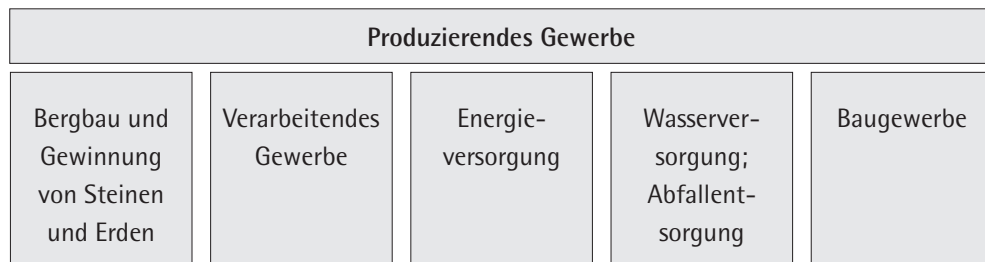 Produzierendes Gewerbe
Bergbau und
Gewinnung
von Steinen
und Erden
Verarbeitendes
Gewerbe
Energie-
versorgung
Wasserver-
sorgung;
Abfallent-
sorgung
Baugewerbe